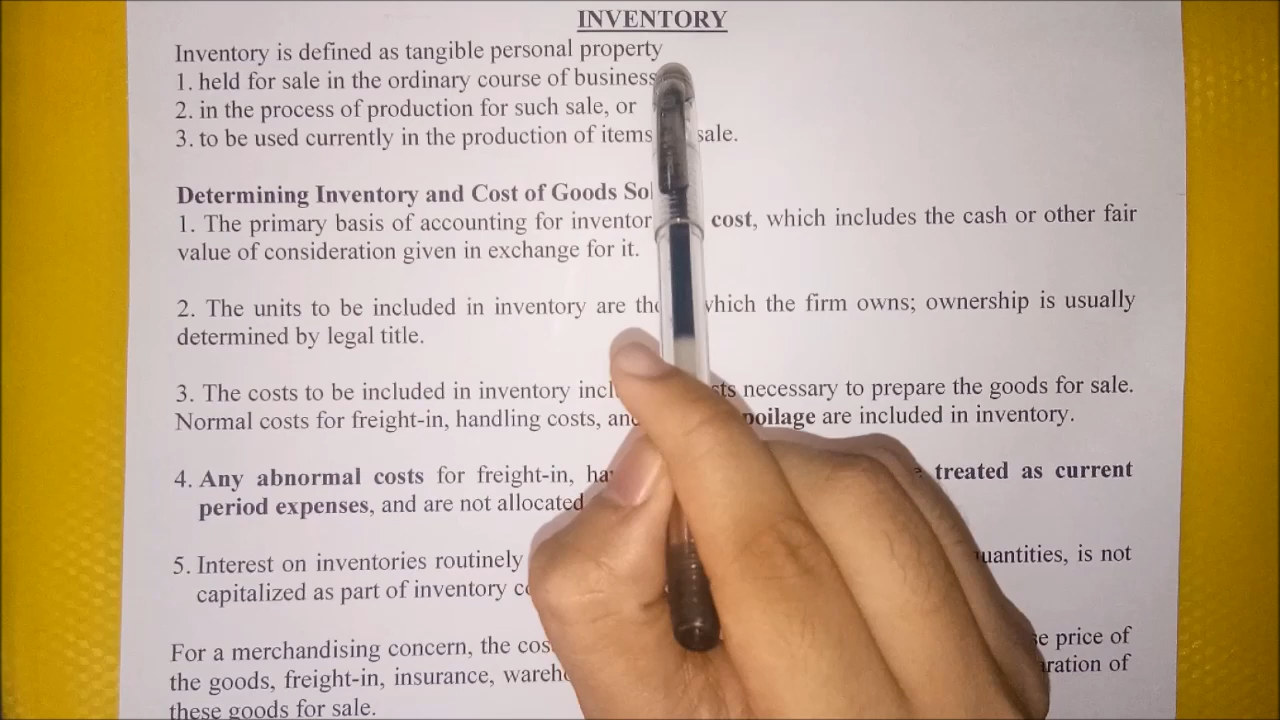 INVENTORY
Inventory is defined as tangible personal property
1. held for sale in the ordinary course of business
2. in the process of production for such sale, or
3. to be used currently in the production of items sale.
Determining Inventory and Cost of Goods
1. The primary basis of accounting for cost, which includes the cash or other fair
value of consideration given in exchange for it.
2. The units to be included in inventory are which the firm owns; ownership is usually
determined by legal title.
3. The costs to be included in inventory necessary to prepare the goods for sale.
Normal costs for freight-in, handling costs, are included in inventory.
4. Any abnormal costs for freight-in, treated as current
period expenses, and are not allocated
5. Interest on inventories routinely quantities, is not
capitalized as part of inventory
For a merchandising concern, the price of
the goods, freight-in, insurance, of
these goods for sale.